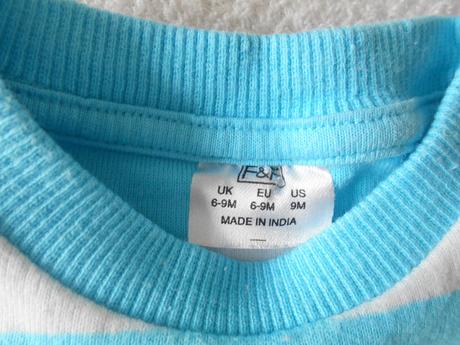 F&F
UK EU US
6-9M 6-9M 9M
MADE IN INDIA